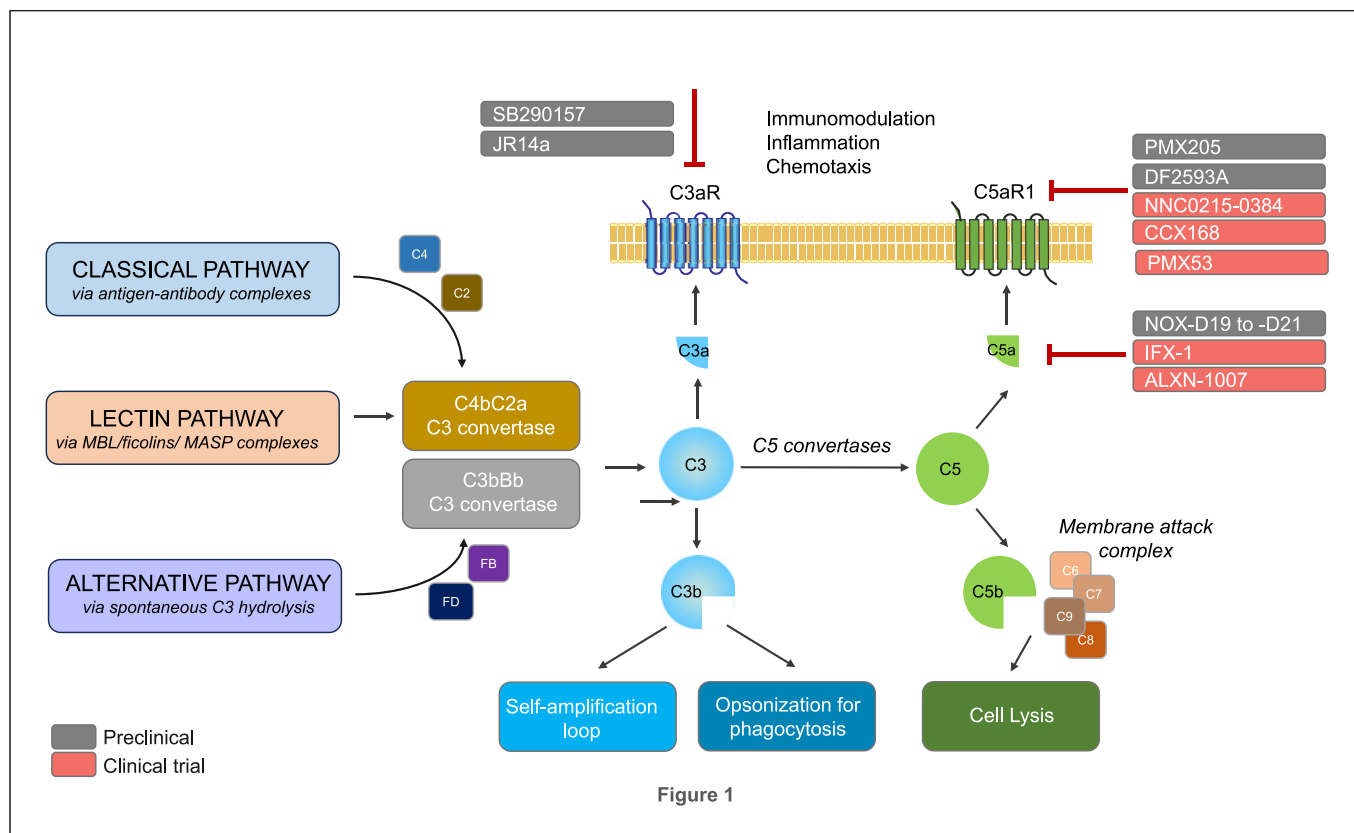 SB290157
JR14a
Immunomodulation
Inflammation
Chemotaxis
C3aR
C5aR1
PMX205
DF2593A
NNC0215-0384
CCX168
PMX53
CLASSICAL PATHWAY
via antigen-antibody complexes
C4
C2
C3a
C5a
NOX-D19 to -D21
IFX-1
ALXN-1007
LECTIN PATHWAY
via MBL/ficolins/ MASP complexes
C4bC2a
C3 convertase
C3bBb
C3 convertase
C3
C5 convertases
C5
ALTERNATIVE PATHWAY
via spontaneous C3 hydrolysis
FB
FD
C3b
C5b
Membrane attack
complex
C6
C7
C9
C8
Self-amplification
loop
Opsonization for
phagocytosis
Cell Lysis
Preclinical
Clinical trial
Figure 1